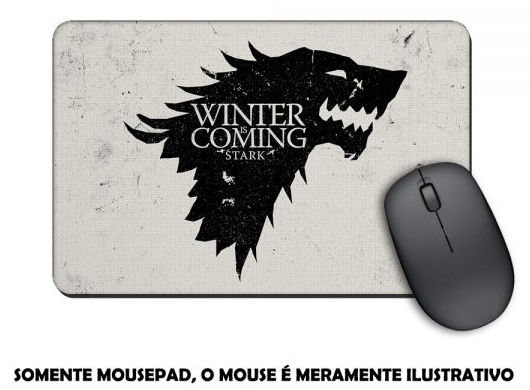 WINTER
IS
COMING
STARK
SOMENTE MOUSEPAD, O MOUSE É MERAMENTE ILUSTRATIVO